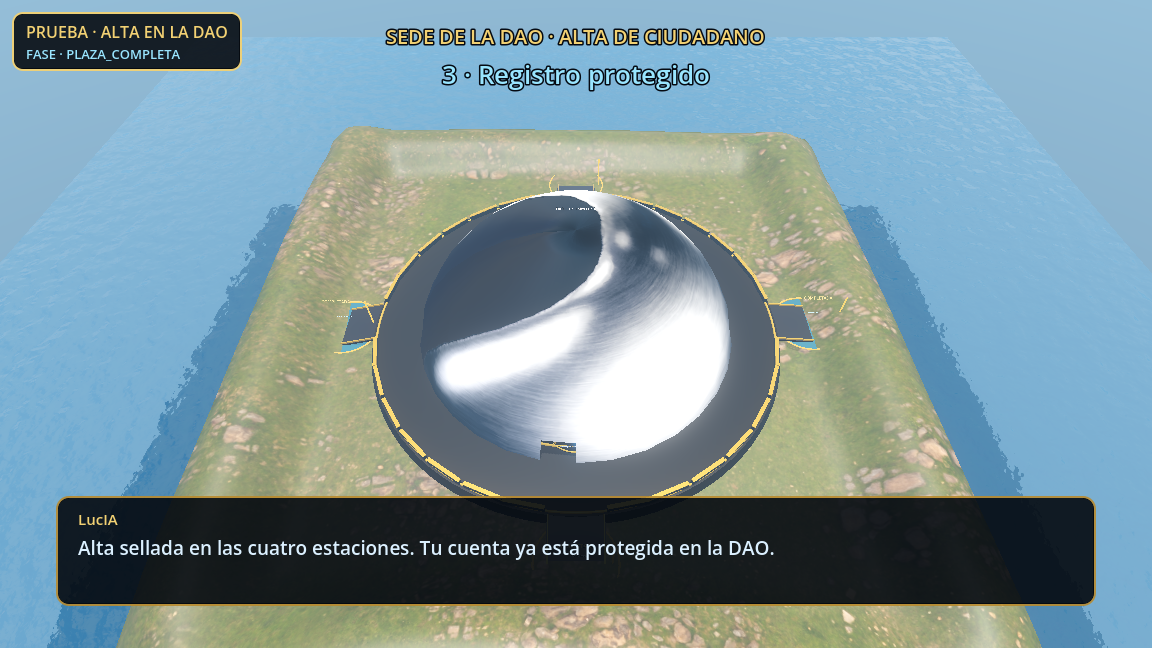 PRUEBA · ALTA EN LA DAO
FASE · PLAZA_COMPLETA
SEDE DE LA DAO · ALTA DE CIUDADANO
3 · Registro protegido
LucIA
Alta sellada en las cuatro estaciones. Tu cuenta ya está protegida en la DAO.